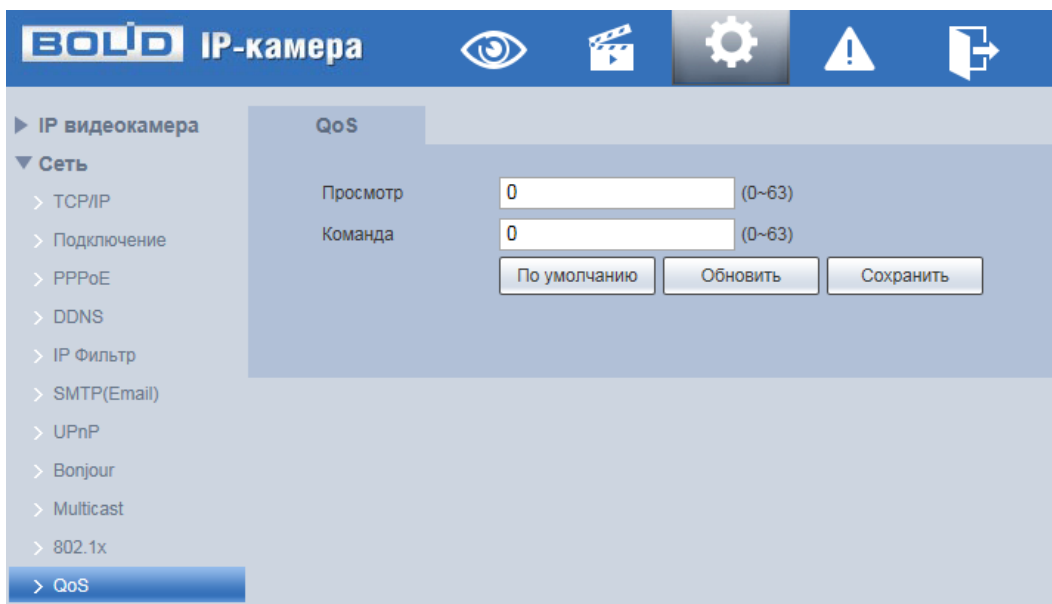 BOLID IP-камера
IP видеокамера
Сеть
TCP/IP
Подключение
PPPoE
DDNS
IP Фильтр
SMTP(Email)
UPnP
Bonjour
Multicast
802.1x
QoS
QoS
Просмотр 0 (0~63)
Команда 0 (0~63)
По умолчанию Обновить Сохранить